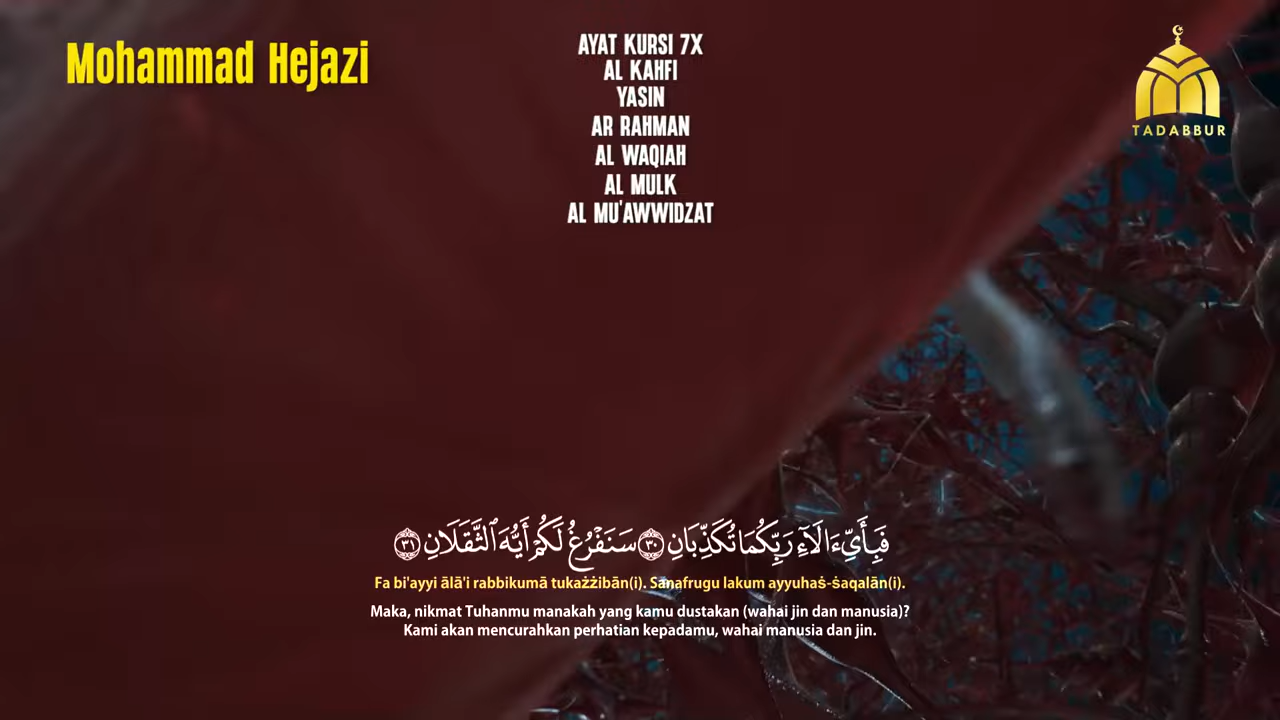 Mohammad Hejazi
AYAT KURSI 7X
AL KAHFI
YASIN
AR RAHMAN
AL WAQIAH
AL MULK
AL MU'AWWIDZAT
TADABBUR
فَبِأَيِّ ءَالَآءِ رَبِّكُمَا تُكَذِّبَانِ ٣٠ سَنَفْرُغُ لَكُمْ أَيُّهَ ٱلثَّقَلَانِ ٣١
Fa bi'ayyi ālā'i rabbikumā tukażżibān(i). Sanafrugu lakum ayyuhaṡ-ṡaqalān(i).
Maka, nikmat Tuhanmu manakah yang kamu dustakan (wahai jin dan manusia)?
Kami akan mencurahkan perhatian kepadamu, wahai manusia dan jin.